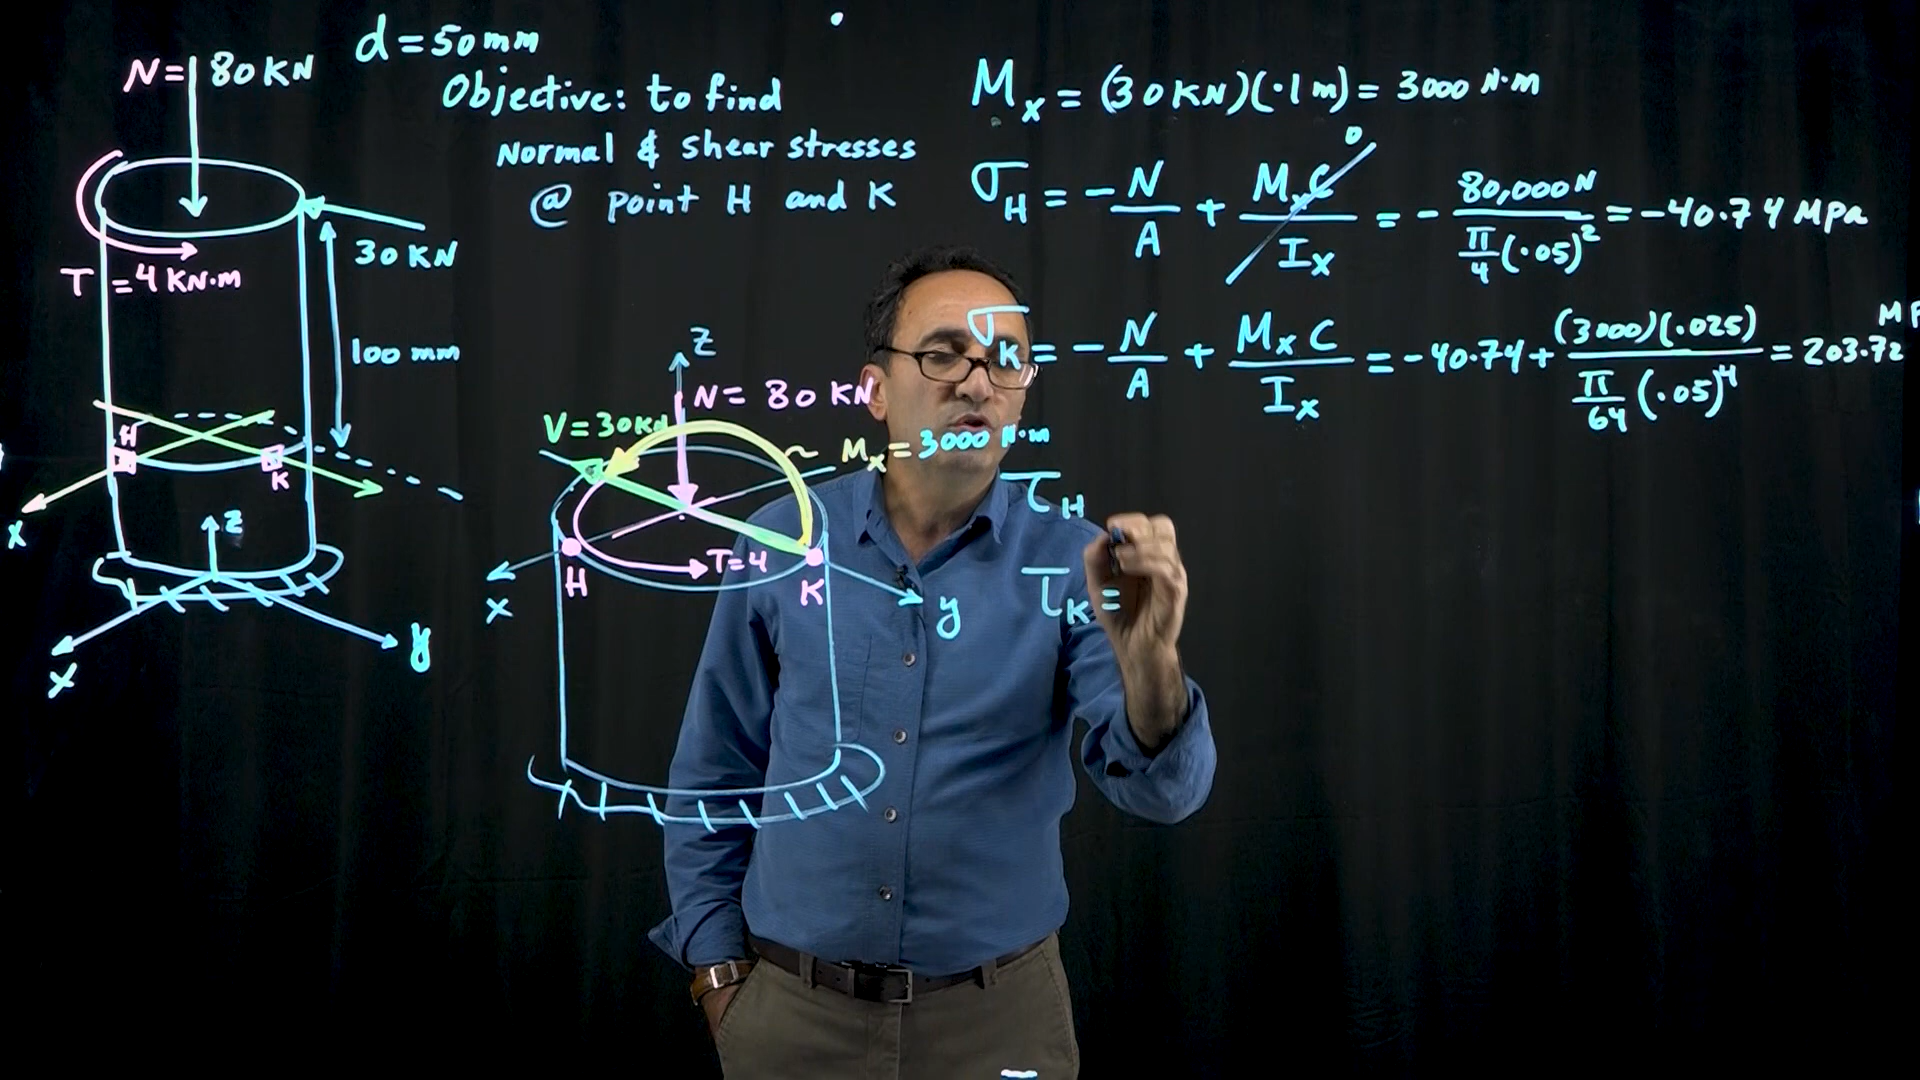 d = 50 mm
Objective: to find
Normal & shear stresses
@ point H and K
N = 80 KN
30 KN
T = 4 KN·m
100 mm
H
K
x
z
x
y
z
N = 80 KN
V = 30KN
Mx = 3000 N·m
T=4
H
K
x
y
Mx = (30 KN)(·1 m) = 3000 N·m
σH = - N/A + MxC/Ix 0 = - 80,000 N / π/4 (·05)² = -40.74 MPa
σK = - N/A + MxC/Ix = -40.74 + (3000)(.025) / π/64 (·05)⁴ = 203.72
τH
τK =